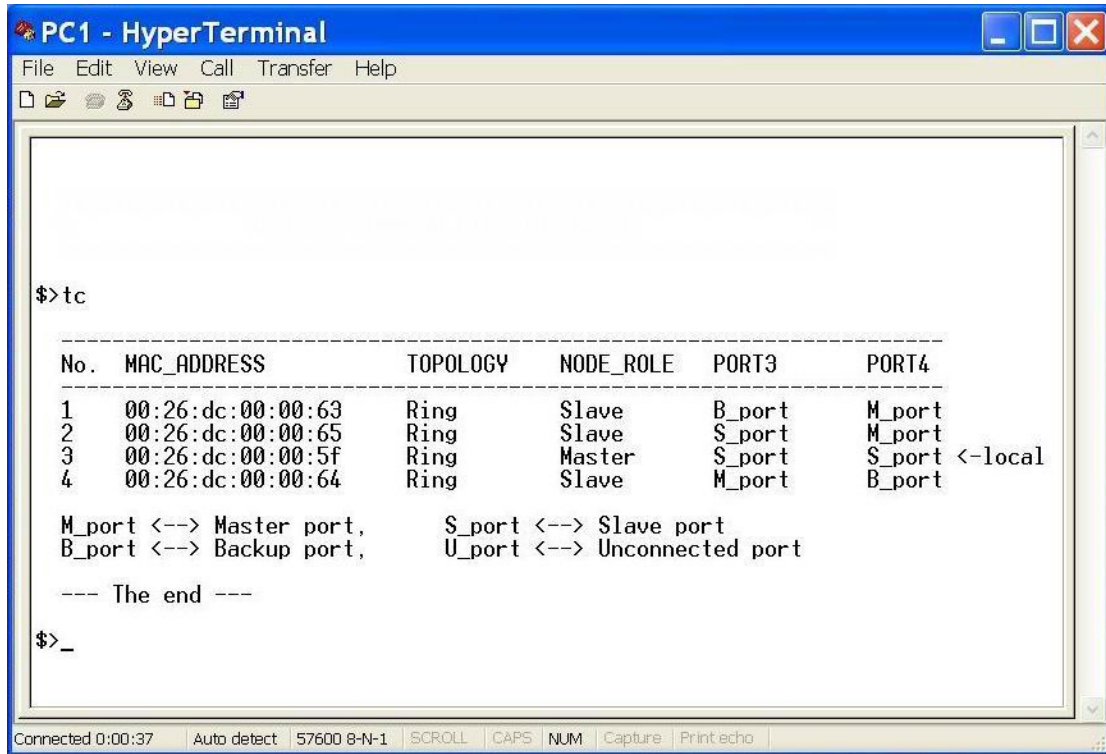 PC1 - HyperTerminal
File Edit View Call Transfer Help
$>tc
No. MAC_ADDRESS TOPOLOGY NODE_ROLE PORT3 PORT4
1 00:26:dc:00:00:63 Ring Slave B_port M_port
2 00:26:dc:00:00:65 Ring Slave S_port M_port
3 00:26:dc:00:00:5f Ring Master S_port S_port <-local
4 00:26:dc:00:00:64 Ring Slave M_port B_port
M_port <--> Master port, S_port <--> Slave port
B_port <--> Backup port, U_port <--> Unconnected port
--- The end ---
$>_
Connected 0:00:37 Auto detect 57600 8-N-1 SCROLL CAPS NUM Capture Print echo